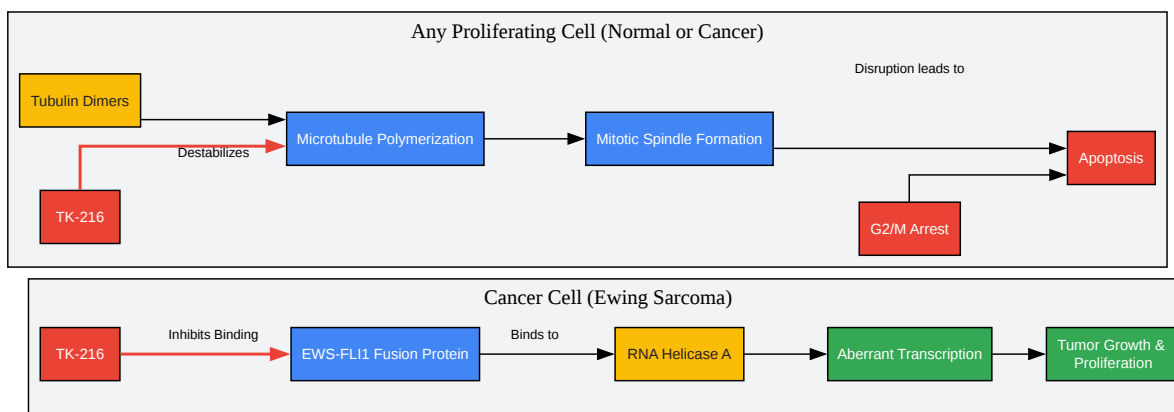 Any Proliferating Cell (Normal or Cancer)
Disruption leads to
Tubulin Dimers
Microtubule Polymerization
Mitotic Spindle Formation
Destabilizes
Apoptosis
TK-216
G2/M Arrest
Cancer Cell (Ewing Sarcoma)
TK-216
Inhibits Binding
EWS-FLI1 Fusion Protein
Binds to
RNA Helicase A
Aberrant Transcription
Tumor Growth &
Proliferation